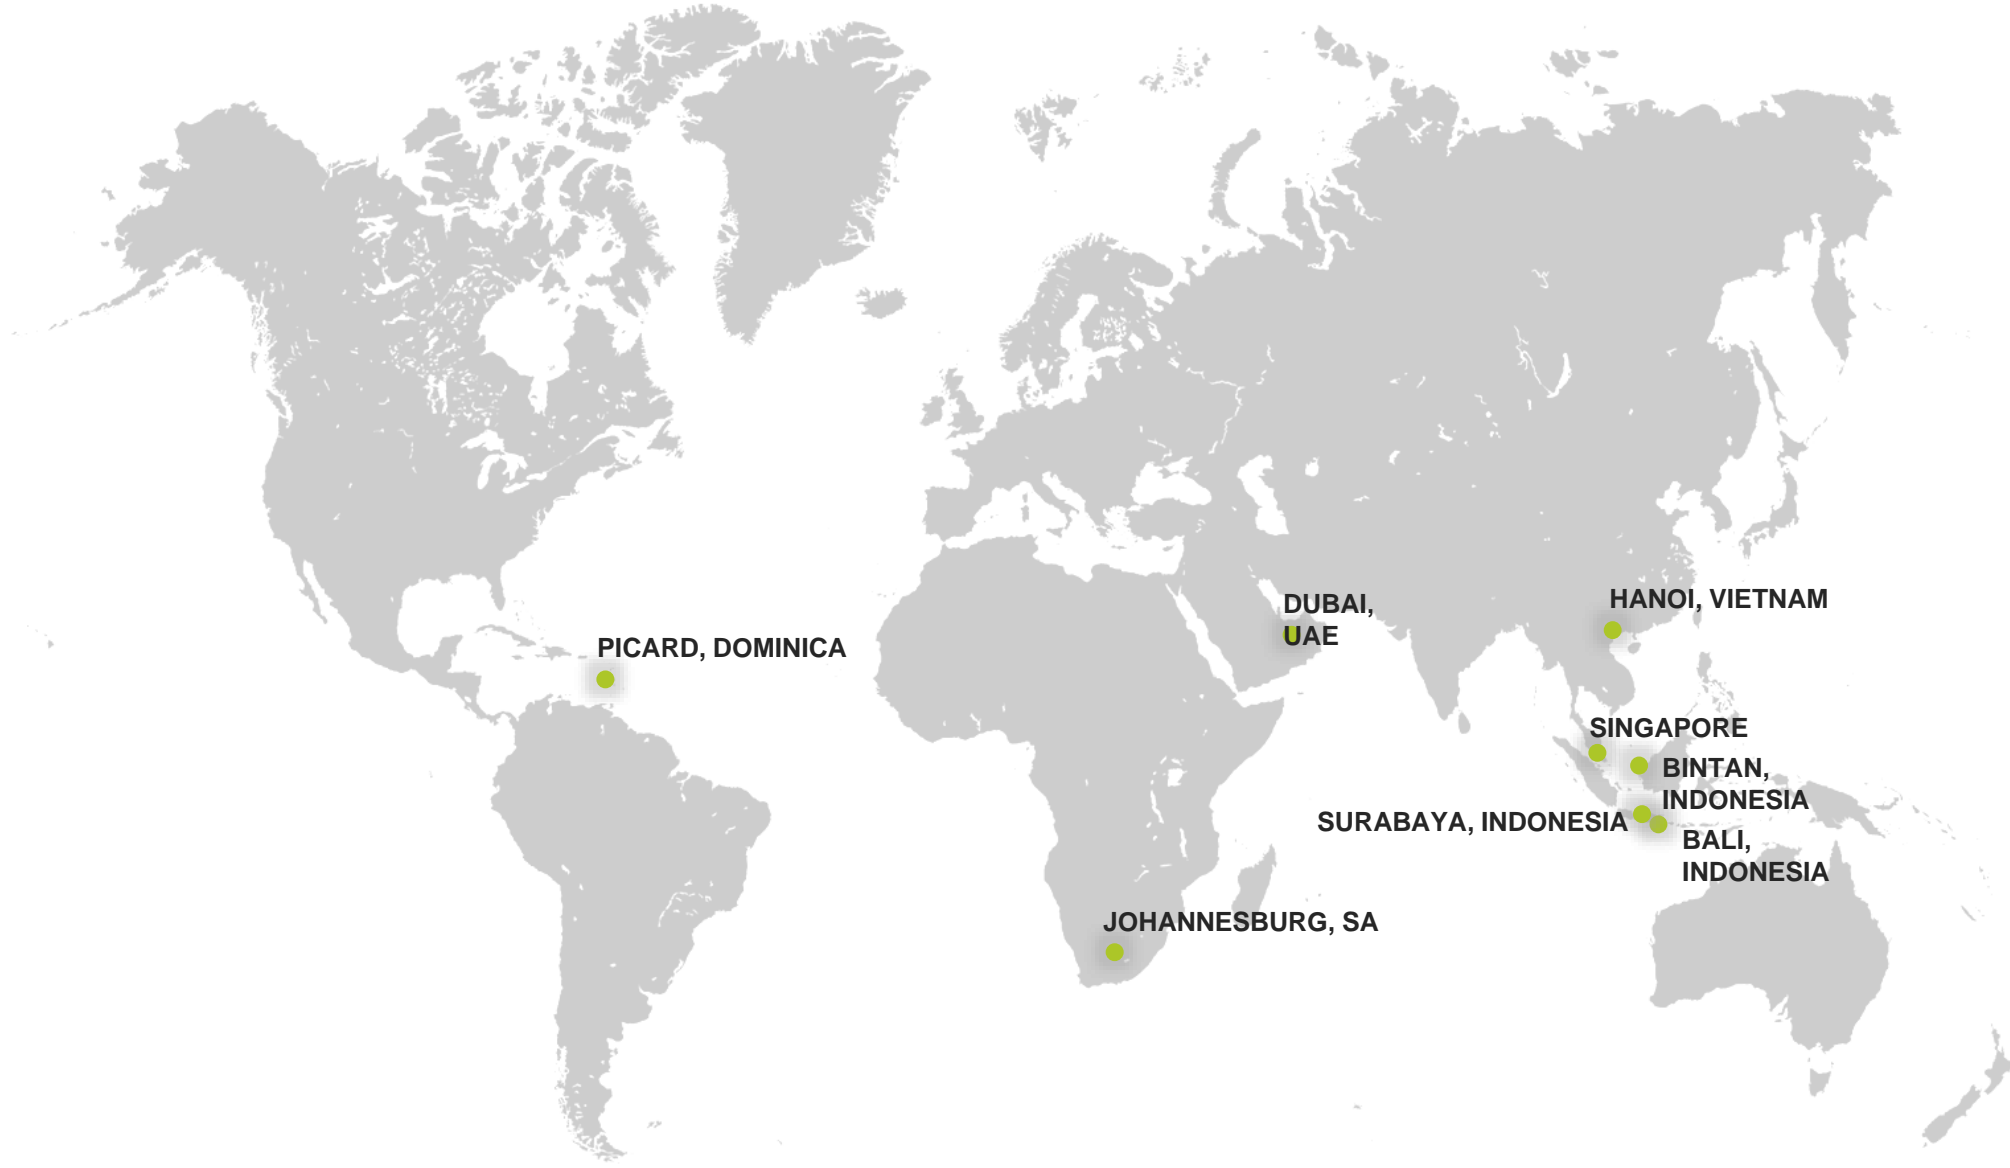 DUBAI,
UAE
HANOI, VIETNAM
PICARD, DOMINICA
SINGAPORE
BINTAN,
INDONESIA
SURABAYA, INDONESIA
BALI,
INDONESIA
JOHANNESBURG, SA